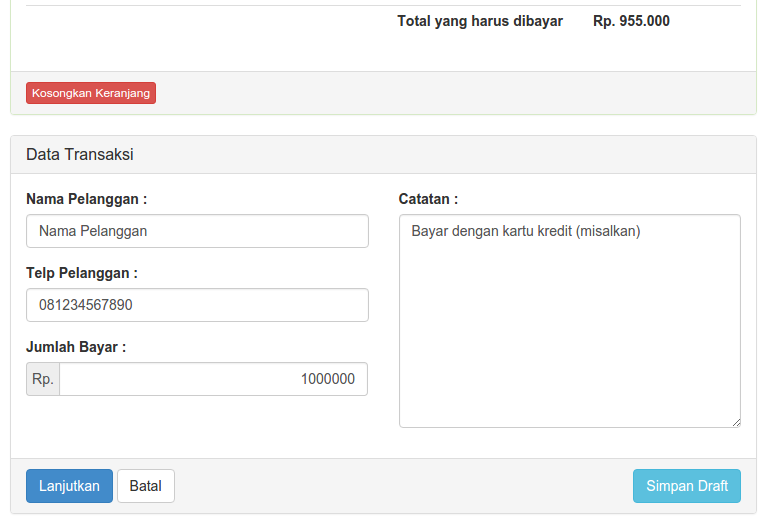 Total yang harus dibayar Rp. 955.000
Kosongkan Keranjang
Data Transaksi
Nama Pelanggan :
Nama Pelanggan
Telp Pelanggan :
081234567890
Jumlah Bayar :
Rp. 1000000
Catatan :
Bayar dengan kartu kredit (misalkan)
Lanjutkan Batal Simpan Draft